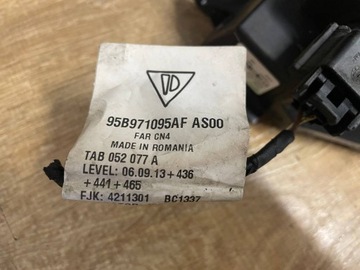 95B971095AF AS00
FAR CN4
MADE IN ROMANIA
TAB 052 077 A
LEVEL: 06.09.13+436
+441+465
FJK: 4211301 BC1337